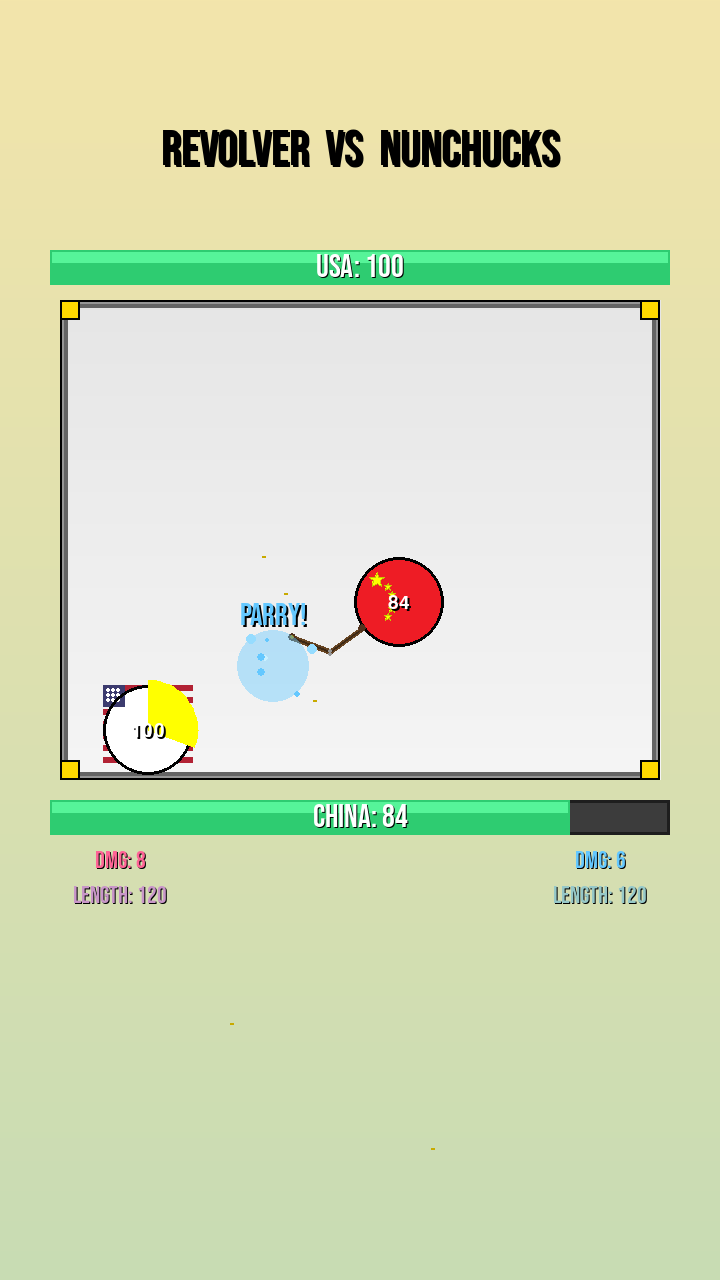 REVOLVER VS NUNCHUCKS
USA: 100
84
PARRY!
100
CHINA: 84
DMG: 8
DMG: 6
LENGTH: 120
LENGTH: 120